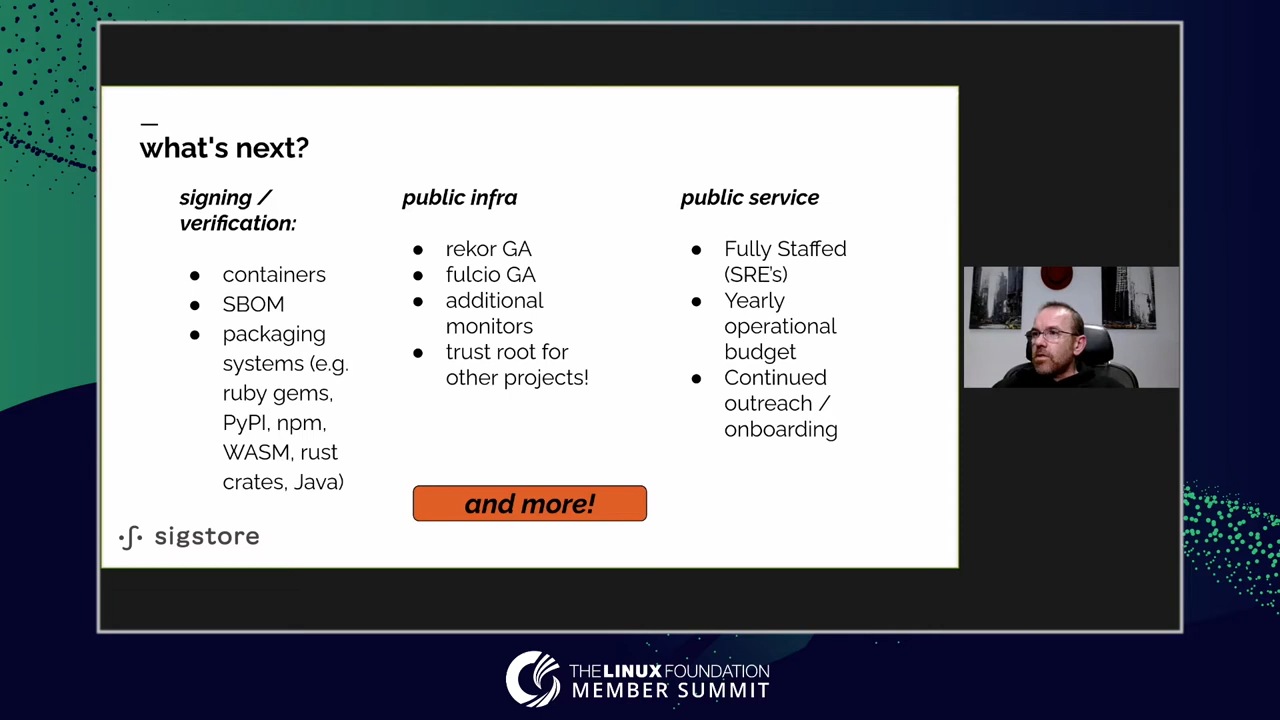 what's next?
signing /
verification:
● containers
● SBOM
● packaging
systems (e.g.
ruby gems,
PyPI, npm,
WASM, rust
crates, Java)
public infra
● rekor GA
● fulcio GA
● additional
monitors
● trust root for
other projects!
public service
● Fully Staffed
(SRE's)
● Yearly
operational
budget
● Continued
outreach /
onboarding
and more!
sigstore
THE LINUX FOUNDATION
MEMBER SUMMIT